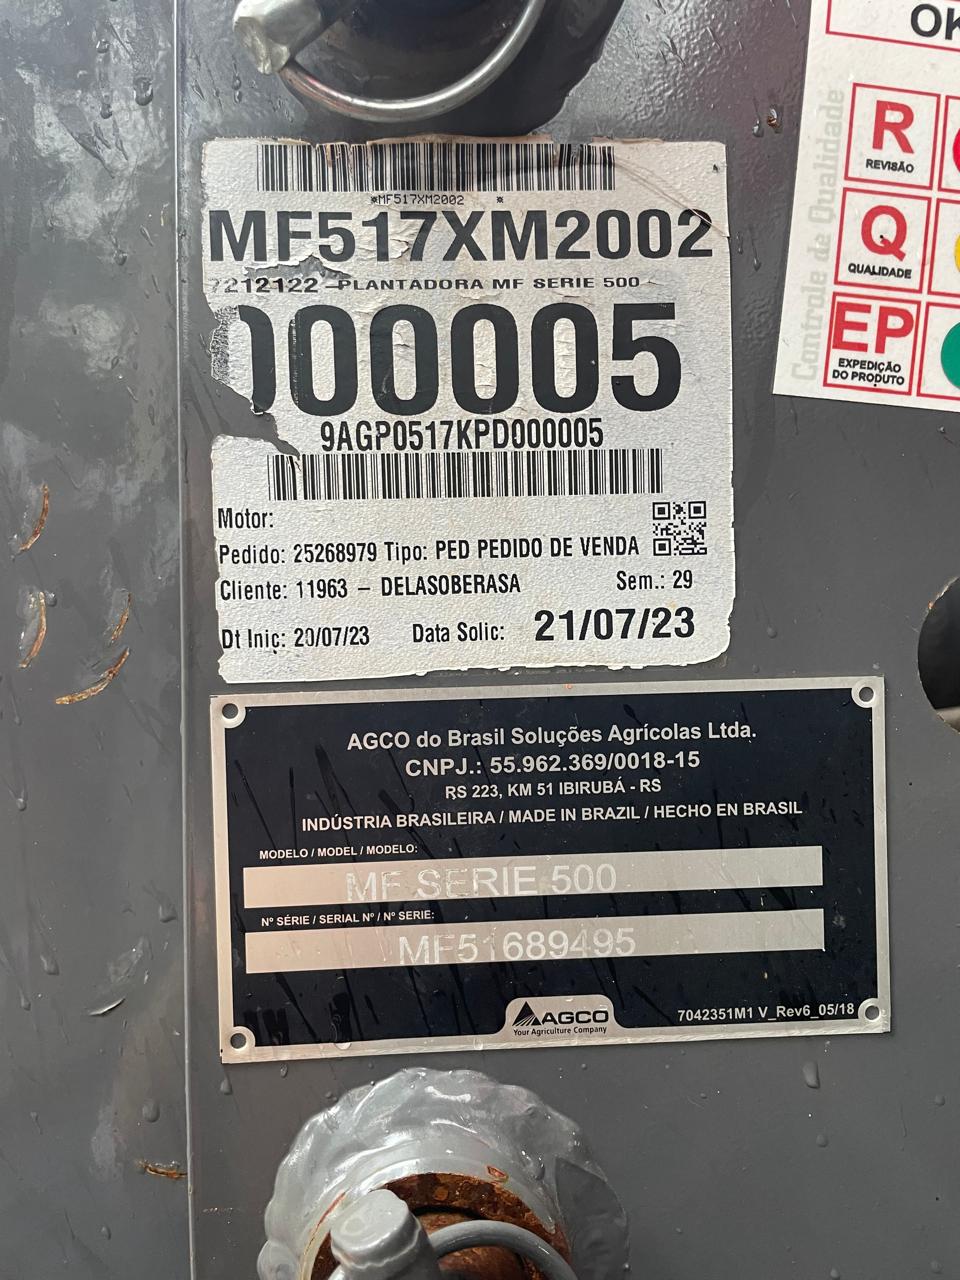 OK
R
REVISÃO
Q
QUALIDADE
EP
EXPEDIÇÃO
DO PRODUTO
Controle de Qualidade
*MF517XM2002 *
MF517XM2002
7212122 -PLANTADORA MF SERIE 500
000005
9AGP0517KPD000005
Motor:
Pedido: 25268979 Tipo: PED PEDIDO DE VENDA
Cliente: 11963 - DELASOBERASA Sem.: 29
Dt Inic: 20/07/23 Data Solic: 21/07/23
AGCO do Brasil Soluções Agrícolas Ltda.
CNPJ.: 55.962.369/0018-15
RS 223, KM 51 IBIRUBÁ - RS
INDÚSTRIA BRASILEIRA / MADE IN BRAZIL / HECHO EN BRASIL
MODELO / MODEL / MODELO:
MF SERIE 500
Nº SÉRIE / SERIAL Nº / Nº SERIE:
MF51689495
AGCO
Your Agriculture Company
7042351M1 V_Rev6_05/18